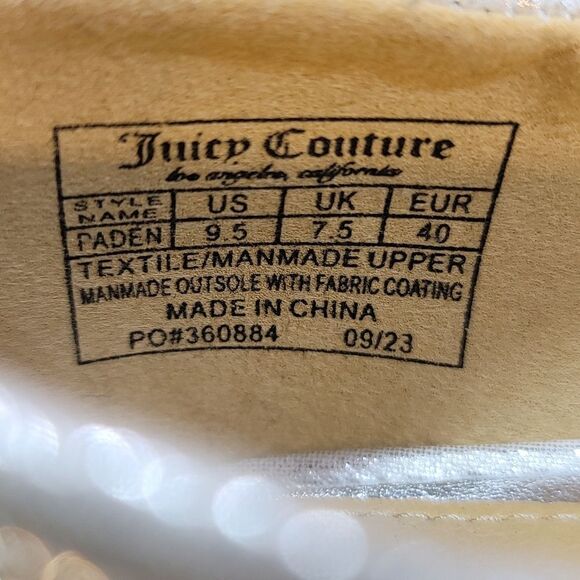 Juicy Couture
los angeles, california
STYLE NAME US UK EUR
PADEN 9.5 7.5 40
TEXTILE/MANMADE UPPER
MANMADE OUTSOLE WITH FABRIC COATING
MADE IN CHINA
PO#360884 09/23